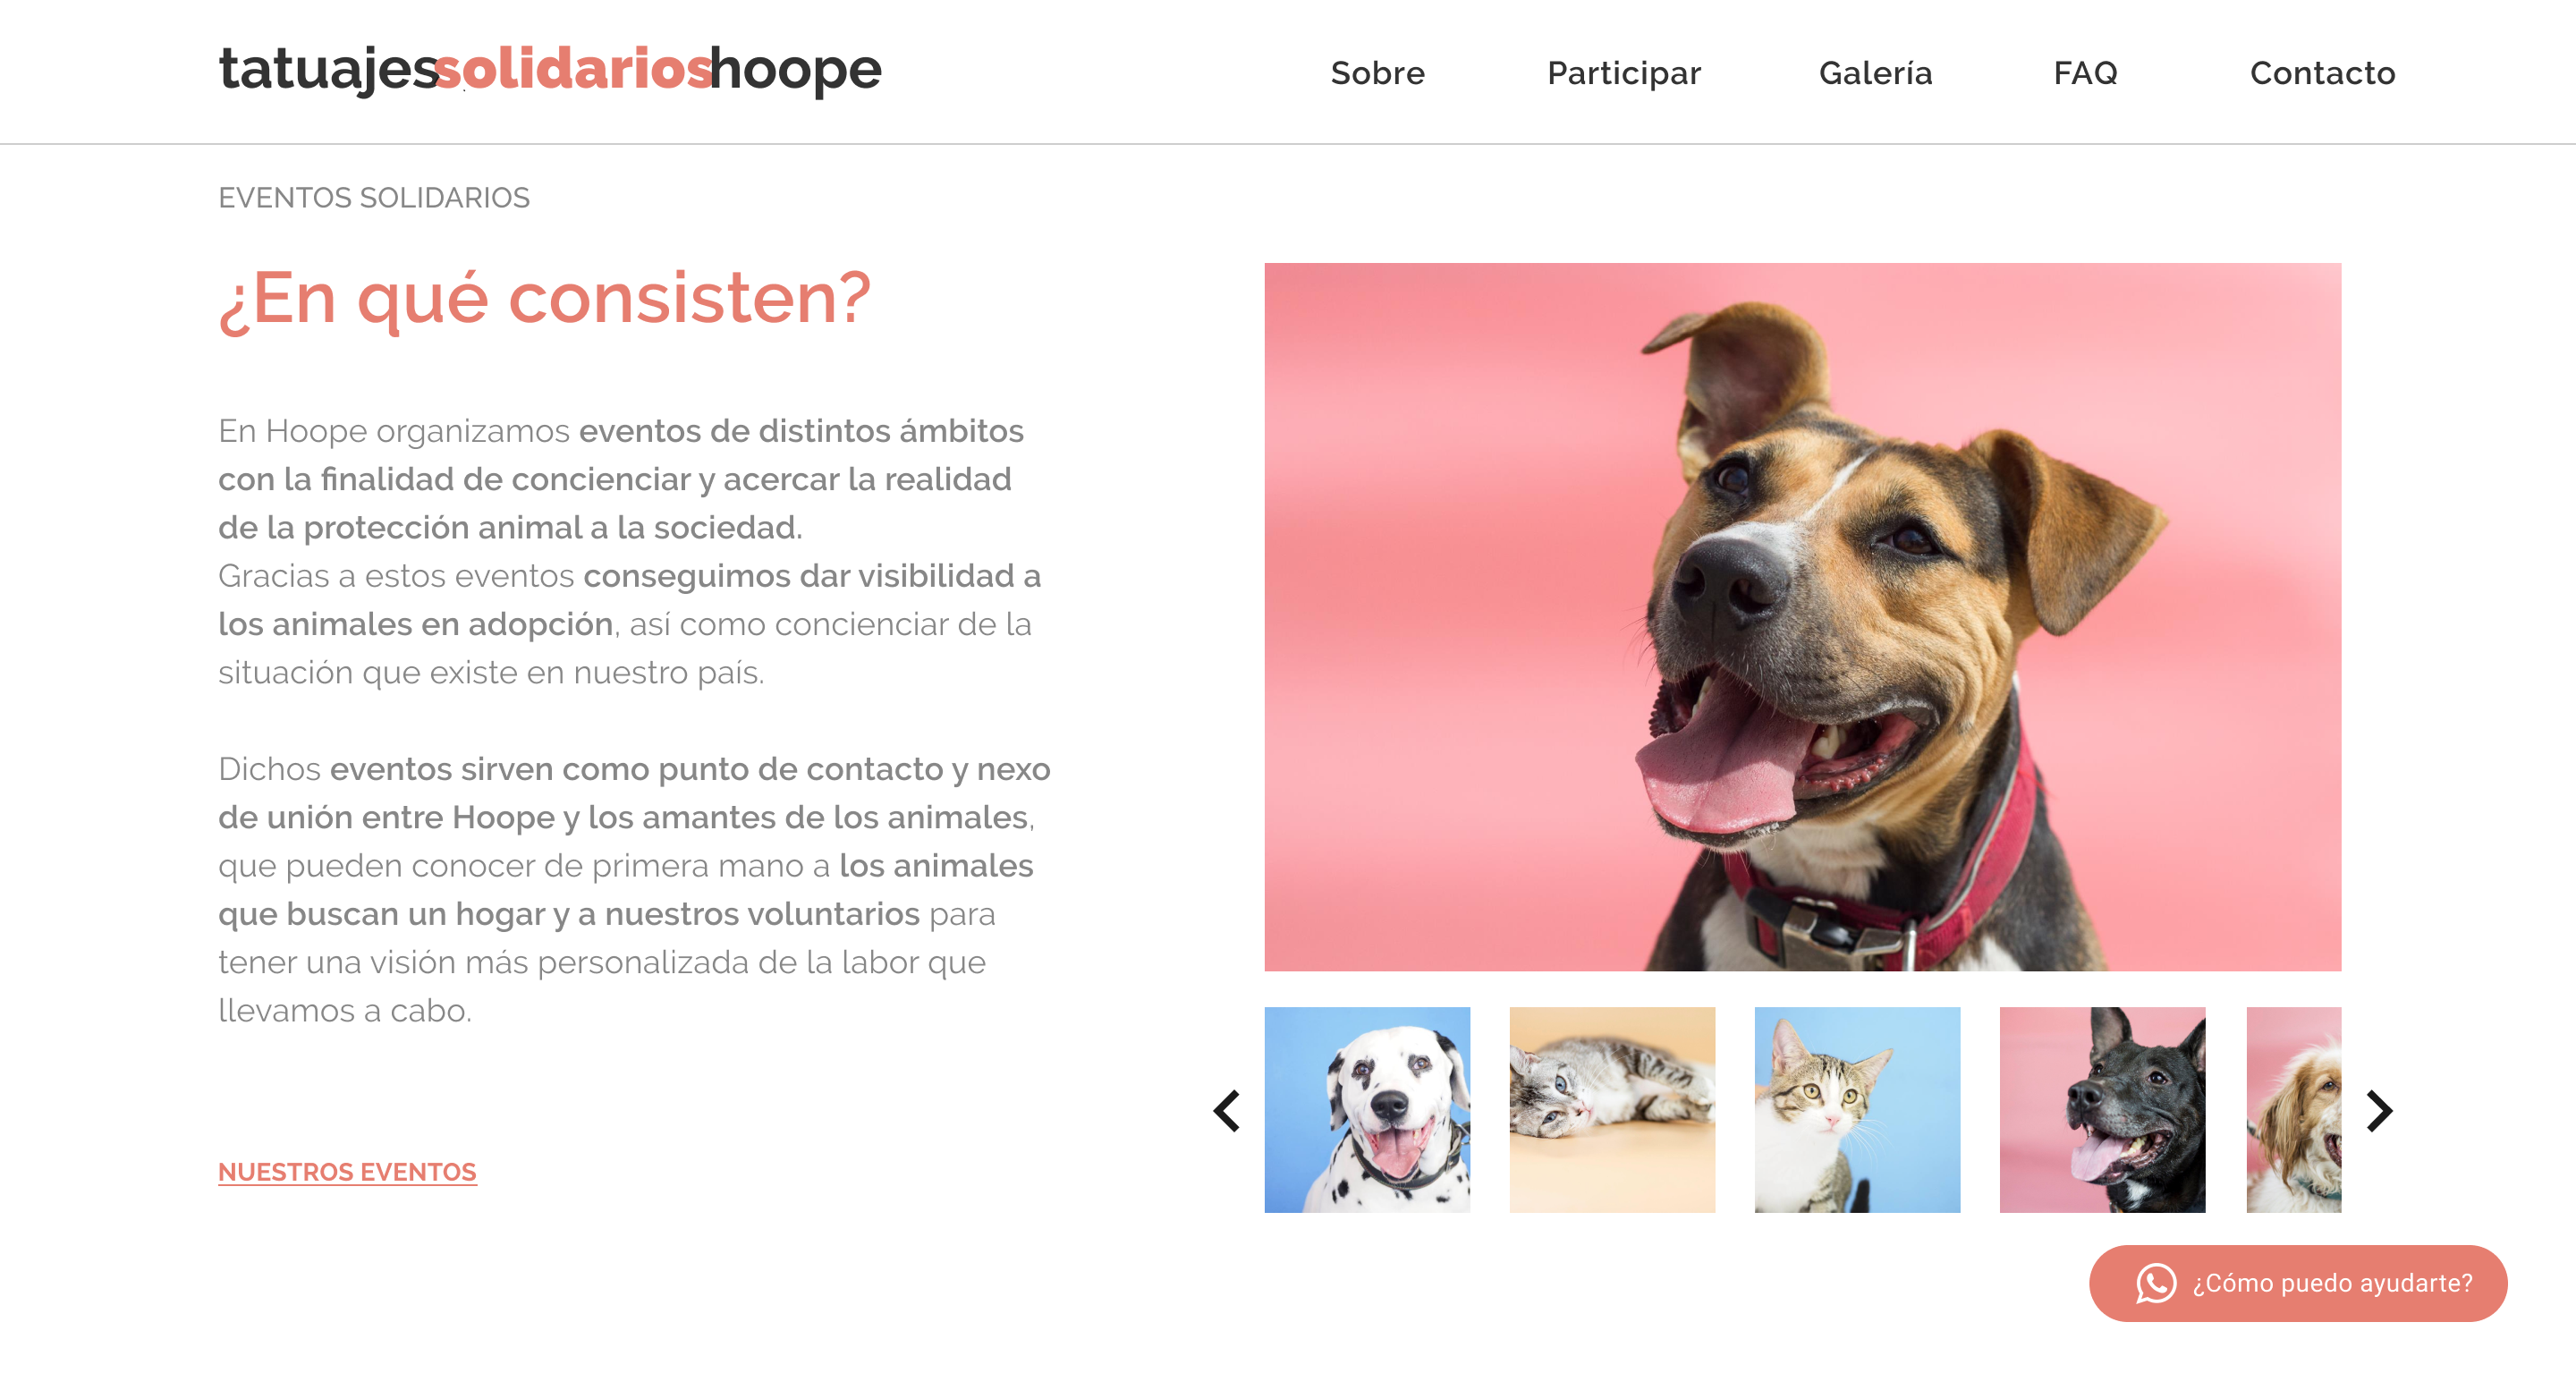 tatuajessolidarioshoope
Sobre Participar Galería FAQ Contacto
EVENTOS SOLIDARIOS
¿En qué consisten?
En Hoope organizamos eventos de distintos ámbitos
con la finalidad de concienciar y acercar la realidad
de la protección animal a la sociedad.
Gracias a estos eventos conseguimos dar visibilidad a
los animales en adopción, así como concienciar de la
situación que existe en nuestro país.
Dichos eventos sirven como punto de contacto y nexo
de unión entre Hoope y los amantes de los animales,
que pueden conocer de primera mano a los animales
que buscan un hogar y a nuestros voluntarios para
tener una visión más personalizada de la labor que
llevamos a cabo.
NUESTROS EVENTOS
¿Cómo puedo ayudarte?